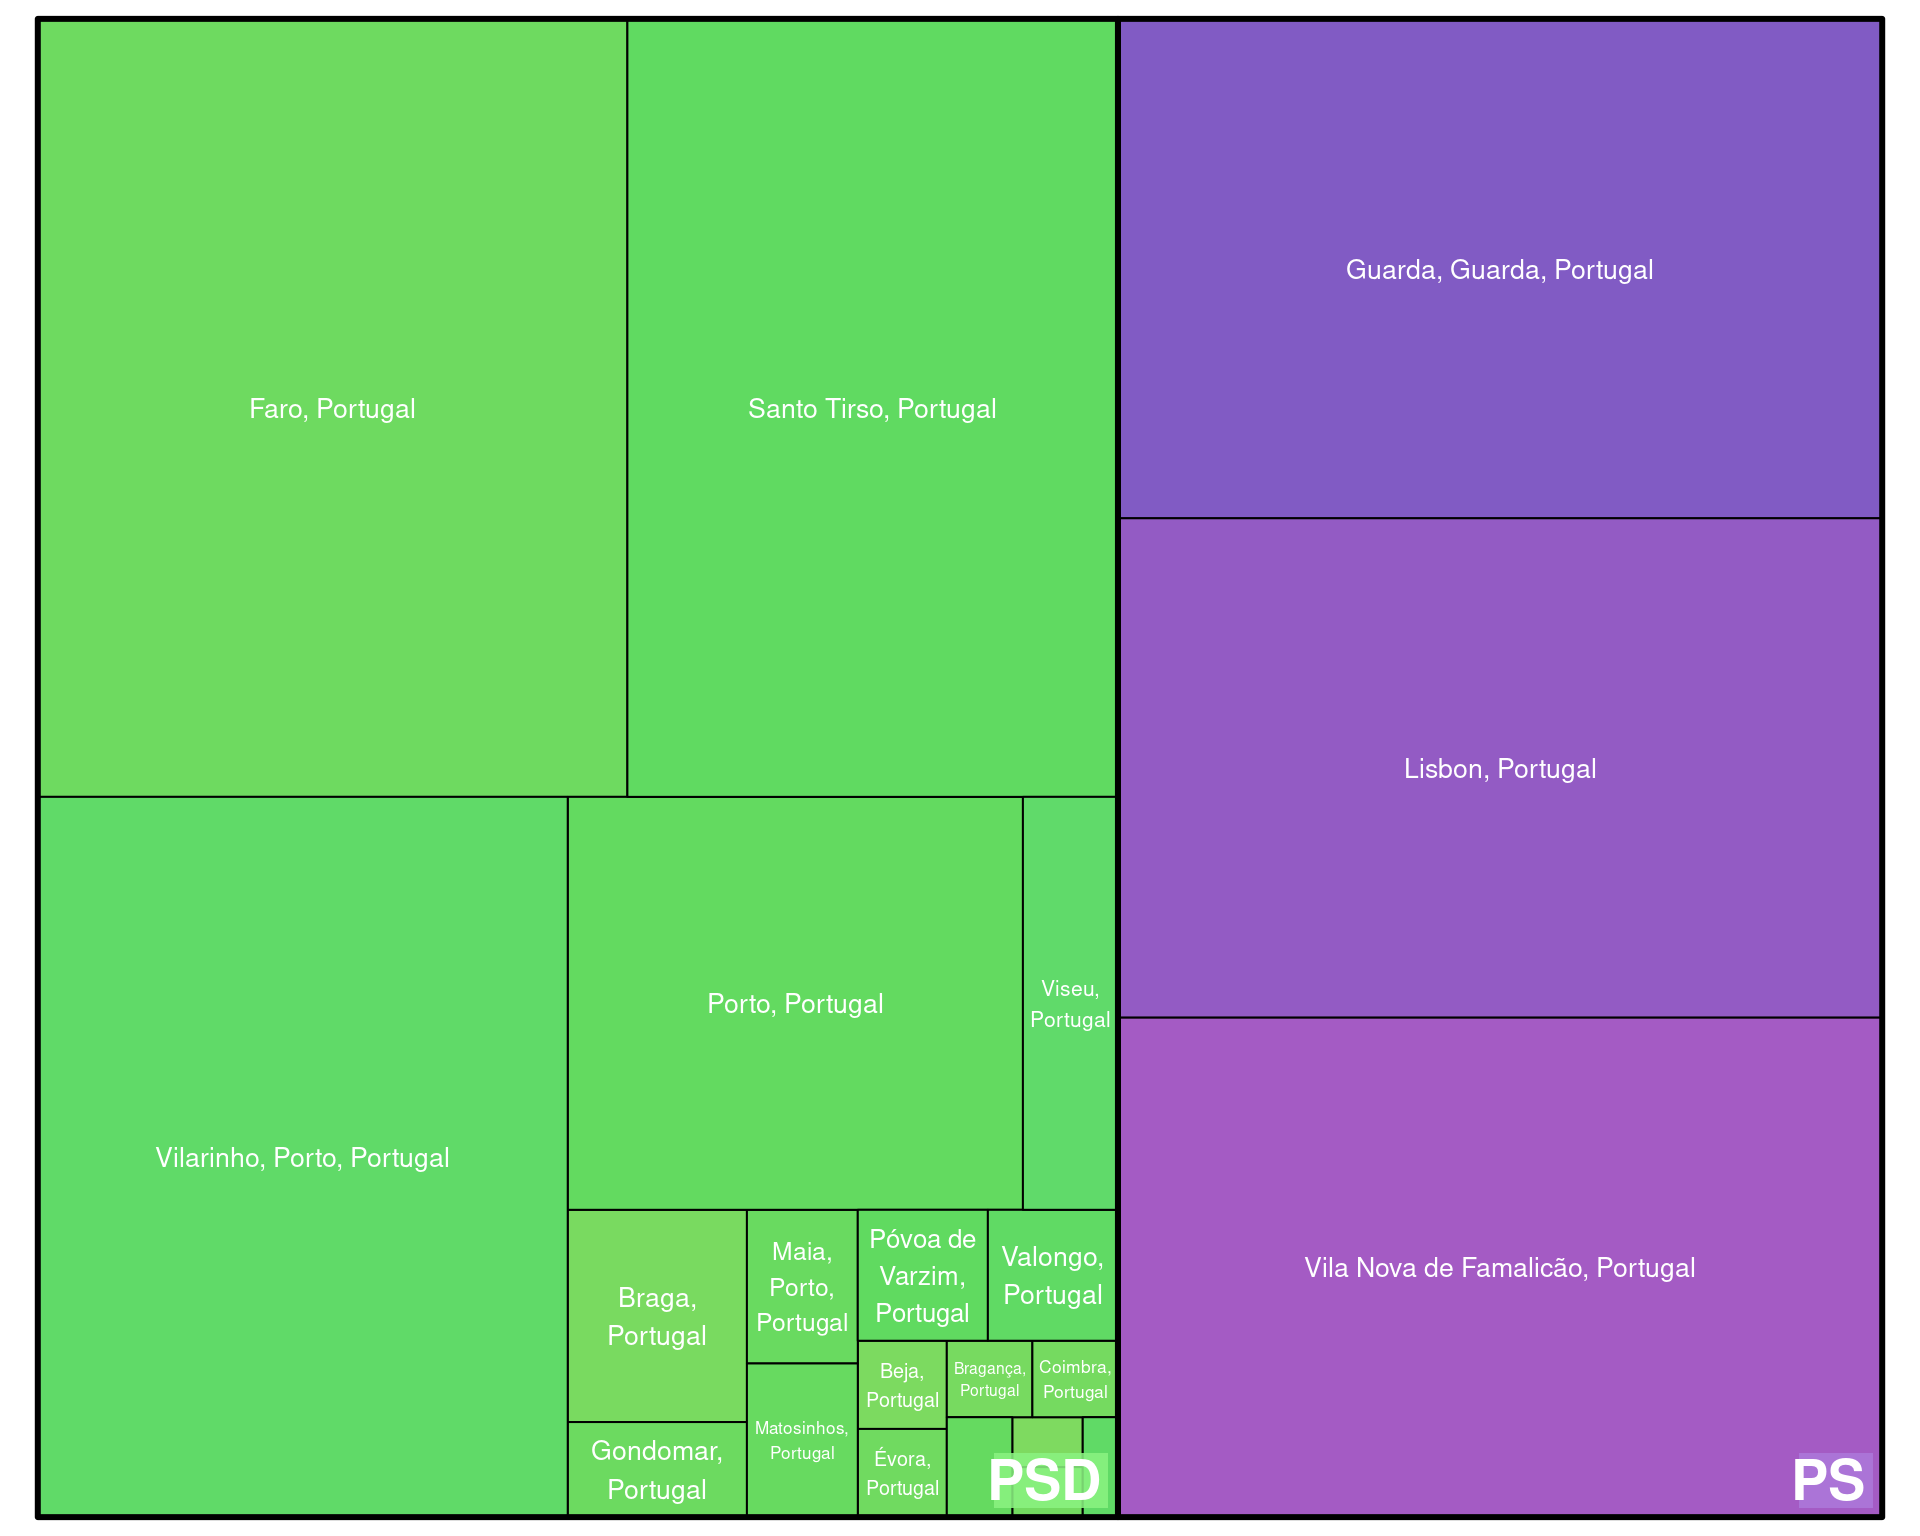 Faro, Portugal
Santo Tirso, Portugal
Guarda, Guarda, Portugal
Lisbon, Portugal
Vilarinho, Porto, Portugal
Porto, Portugal
Viseu,
Portugal
Braga,
Portugal
Maia,
Porto,
Portugal
Póvoa de
Varzim,
Portugal
Valongo,
Portugal
Vila Nova de Famalicão, Portugal
Gondomar,
Portugal
Matosinhos,
Portugal
Beja,
Portugal
Bragança,
Portugal
Coimbra,
Portugal
Évora,
Portugal
PSD
PS